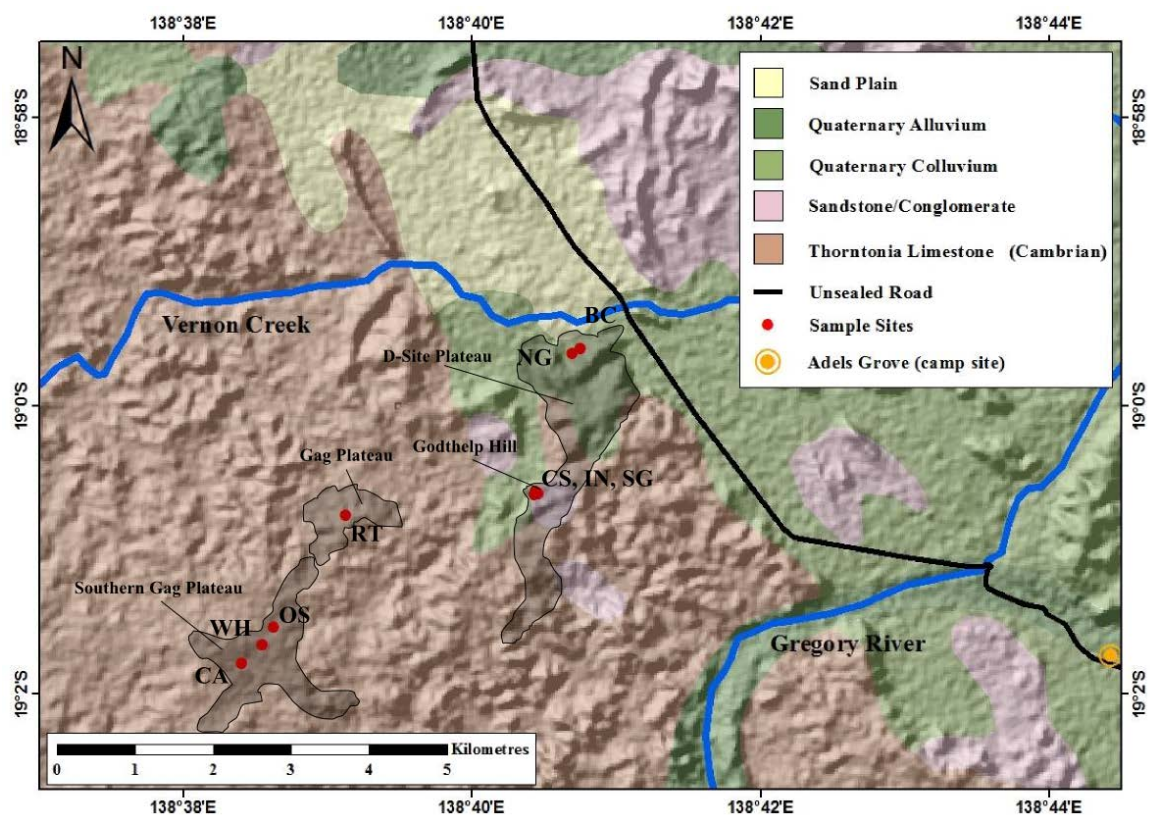 138°38'E
138°40'E
138°42'E
138°44'E
N
18°58'S
18°58'S
Sand Plain
Quaternary Alluvium
Quaternary Colluvium
Sandstone/Conglomerate
Thorntonia Limestone (Cambrian)
Unsealed Road
Sample Sites
Adels Grove (camp site)
Vernon Creek
BC
NG
D-Site Plateau
19°0'S
19°0'S
Godthelp Hill
Gag Plateau
CS, IN, SG
RT
Southern Gag Plateau
OS
WH
CA
Gregory River
19°2'S
19°2'S
Kilometres
0 1 2 3 4 5
138°38'E
138°40'E
138°42'E
138°44'E